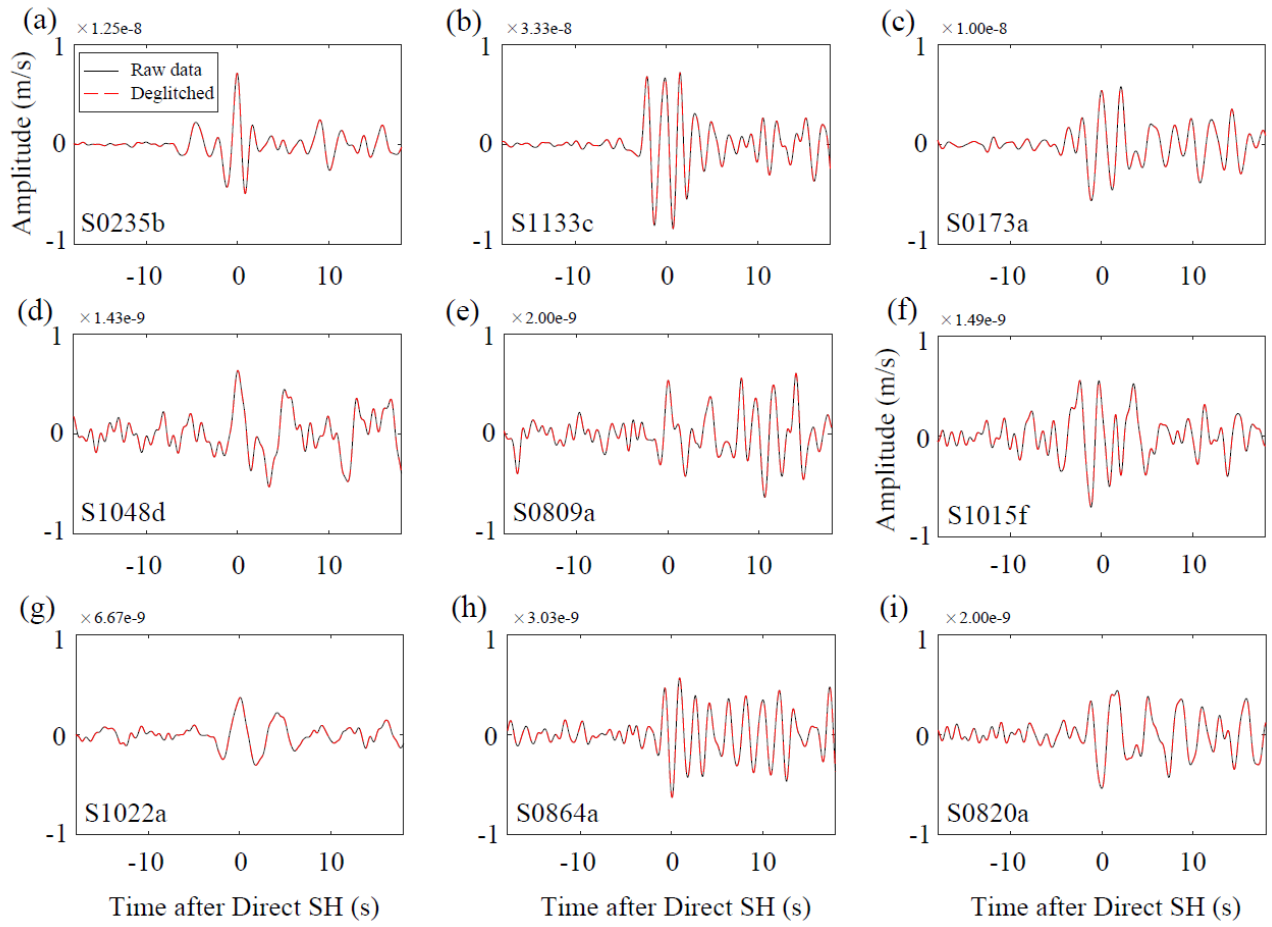 (a)
×1.25e-8
(b)
×3.33e-8
(c)
×1.00e-8
Amplitude (m/s)
1
0
-1
Raw data
Deglitched
S0235b
-10 0 10
1
0
-1
S1133c
-10 0 10
1
0
-1
S0173a
-10 0 10
(d)
×1.43e-9
(e)
×2.00e-9
(f)
×1.49e-9
1
0
-1
S1048d
-10 0 10
1
0
-1
S0809a
-10 0 10
Amplitude (m/s)
1
0
-1
S1015f
-10 0 10
(g)
×6.67e-9
(h)
×3.03e-9
(i)
×2.00e-9
1
0
-1
S1022a
-10 0 10
Time after Direct SH (s)
1
0
-1
S0864a
-10 0 10
Time after Direct SH (s)
1
0
-1
S0820a
-10 0 10
Time after Direct SH (s)